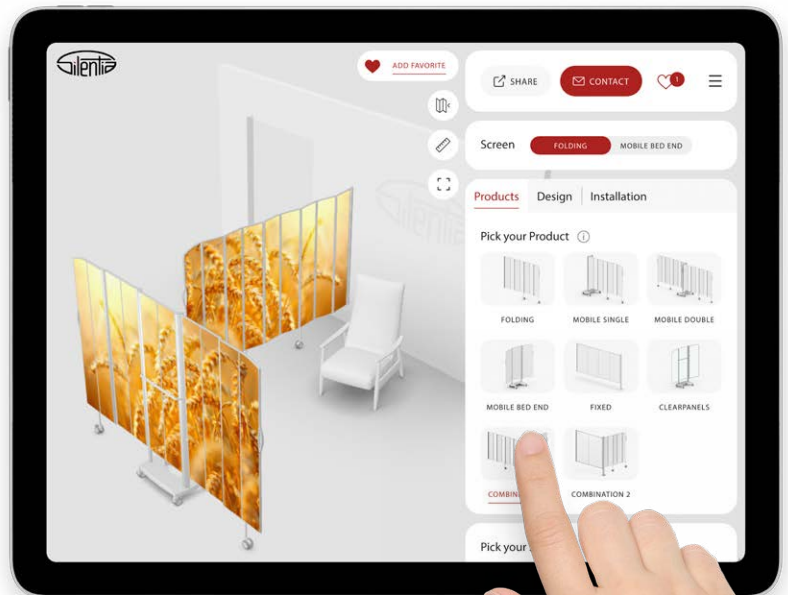 Silentia
ADD FAVORITE
SHARE
CONTACT
1
Screen
FOLDING
MOBILE BED END
Products
Design
Installation
Pick your Product
FOLDING
MOBILE SINGLE
MOBILE DOUBLE
MOBILE BED END
FIXED
CLEARPANELS
COMBINATION 2
Pick your